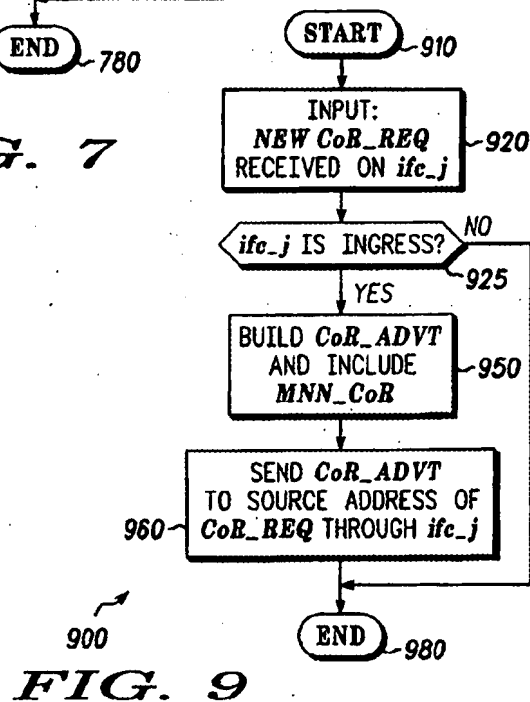 END
780
G. 7
START
910
INPUT:
NEW CoR_REQ
RECEIVED ON ifc_j
920
ifc_j IS INGRESS?
NO
925
YES
BUILD CoR_ADVT
AND INCLUDE
MNN_CoR
950
SEND CoR_ADVT
TO SOURCE ADDRESS OF
CoR_REQ THROUGH ifc_j
960
900
END
980
FIG. 9